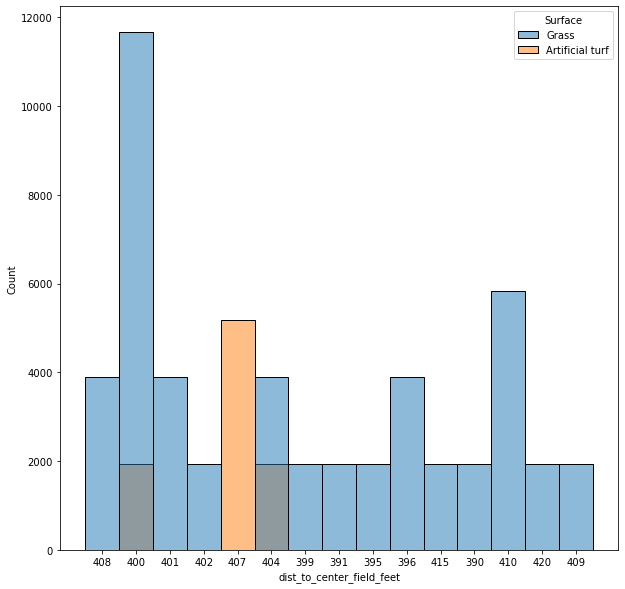 Surface
Grass
Artificial turf
12000
10000
8000
6000
4000
2000
0
Count
408 400 401 402 407 404 399 391 395 396 415 390 410 420 409
dist_to_center_field_feet